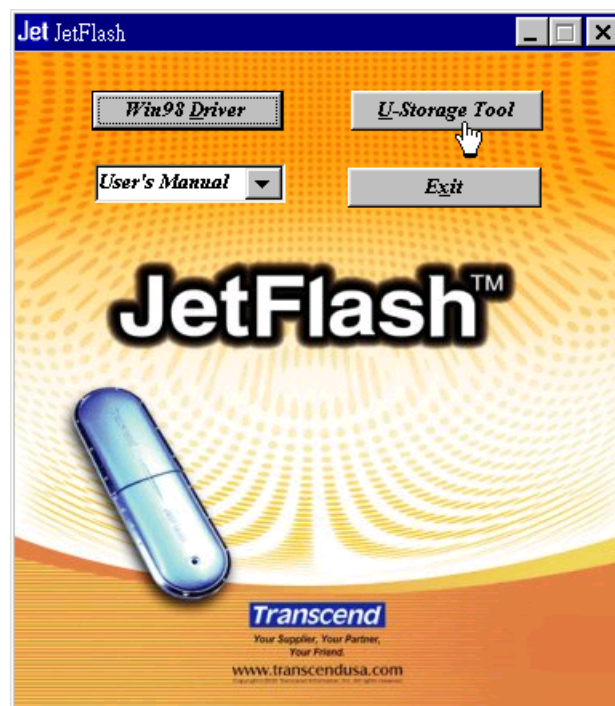 Jet JetFlash
Win98 Driver
U-Storage Tool
User's Manual
Exit
JetFlash™
Transcend
Transcend
Your Supplier, Your Partner,
Your Friend.
www.transcendusa.com